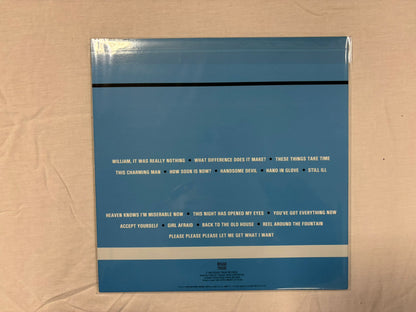 WILLIAM, IT WAS REALLY NOTHING • WHAT DIFFERENCE DOES IT MAKE? • THESE THINGS TAKE TIME
THIS CHARMING MAN • HOW SOON IS NOW? • HANDSOME DEVIL • HAND IN GLOVE • STILL ILL
HEAVEN KNOWS I'M MISERABLE NOW • THIS NIGHT HAS OPENED MY EYES • YOU'VE GOT EVERYTHING NOW
ACCEPT YOURSELF • GIRL AFRAID • BACK TO THE OLD HOUSE • REEL AROUND THE FOUNTAIN
PLEASE PLEASE PLEASE LET ME GET WHAT I WANT